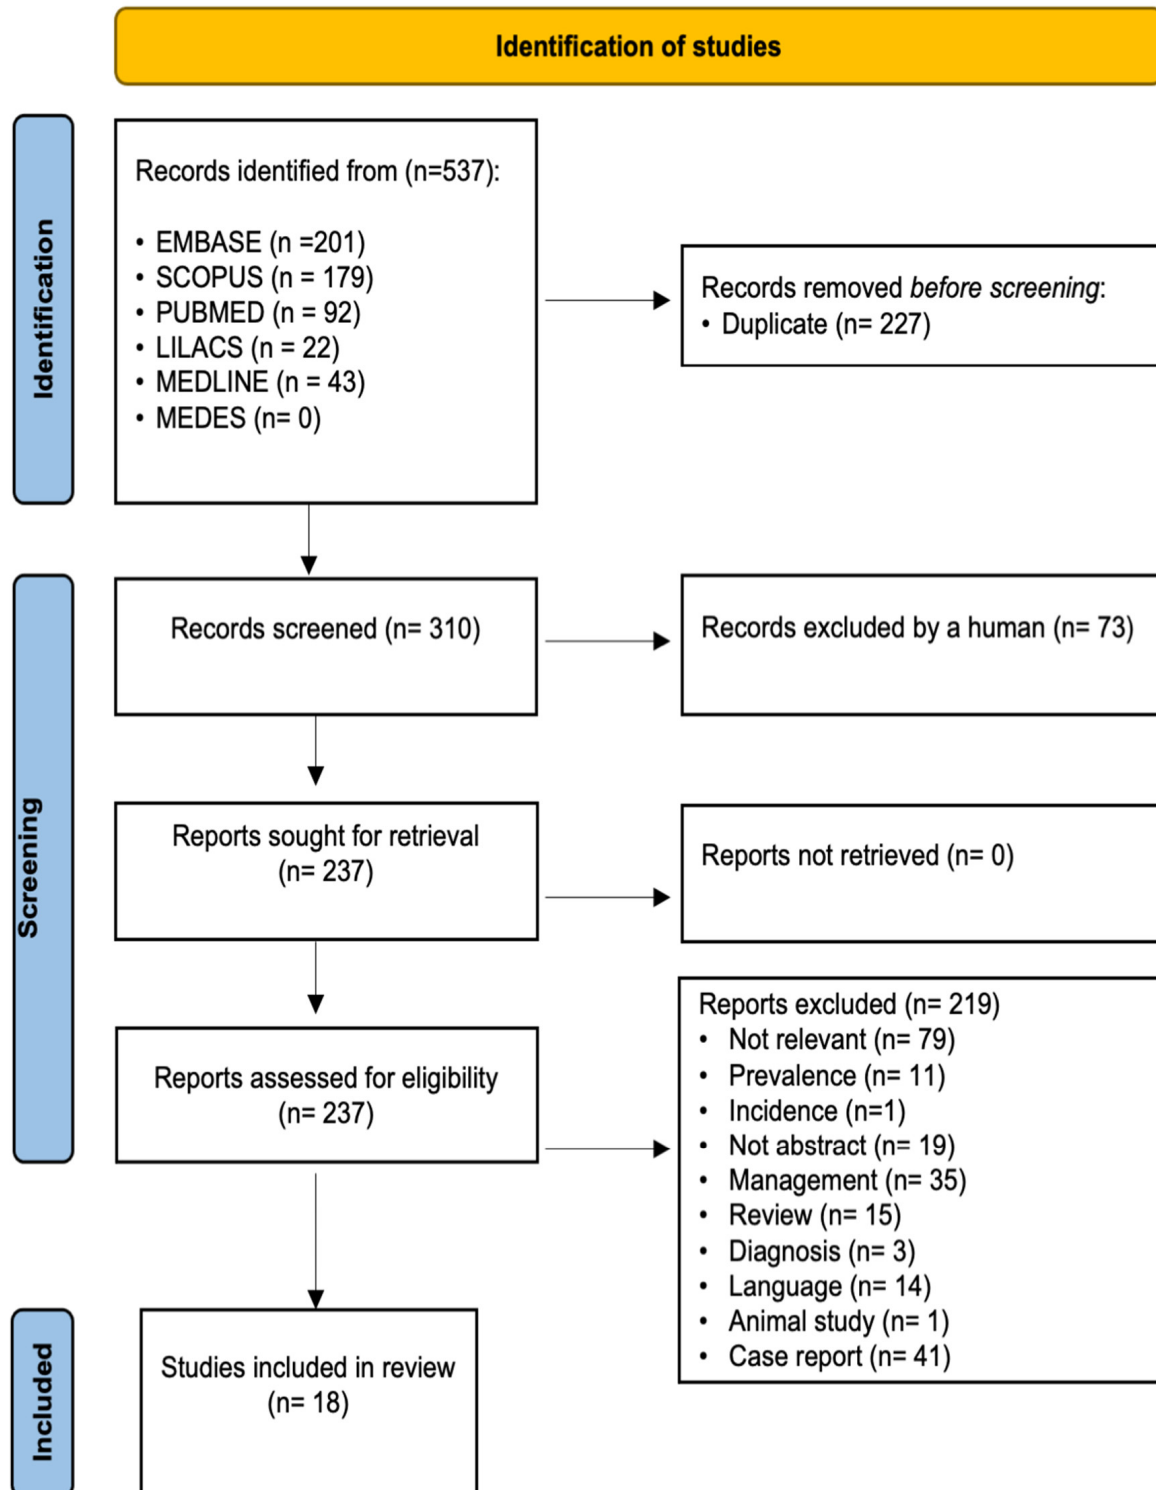 Identification of studies
Identification
Records identified from (n=537):
• EMBASE (n =201)
• SCOPUS (n = 179)
• PUBMED (n = 92)
• LILACS (n = 22)
• MEDLINE (n = 43)
• MEDES (n= 0)
Records removed before screening:
• Duplicate (n= 227)
Screening
Records screened (n= 310)
Records excluded by a human (n= 73)
Reports sought for retrieval
(n= 237)
Reports not retrieved (n= 0)
Reports assessed for eligibility
(n= 237)
Reports excluded (n= 219)
• Not relevant (n= 79)
• Prevalence (n= 11)
• Incidence (n=1)
• Not abstract (n= 19)
• Management (n= 35)
• Review (n= 15)
• Diagnosis (n= 3)
• Language (n= 14)
• Animal study (n= 1)
• Case report (n= 41)
Included
Studies included in review
(n= 18)